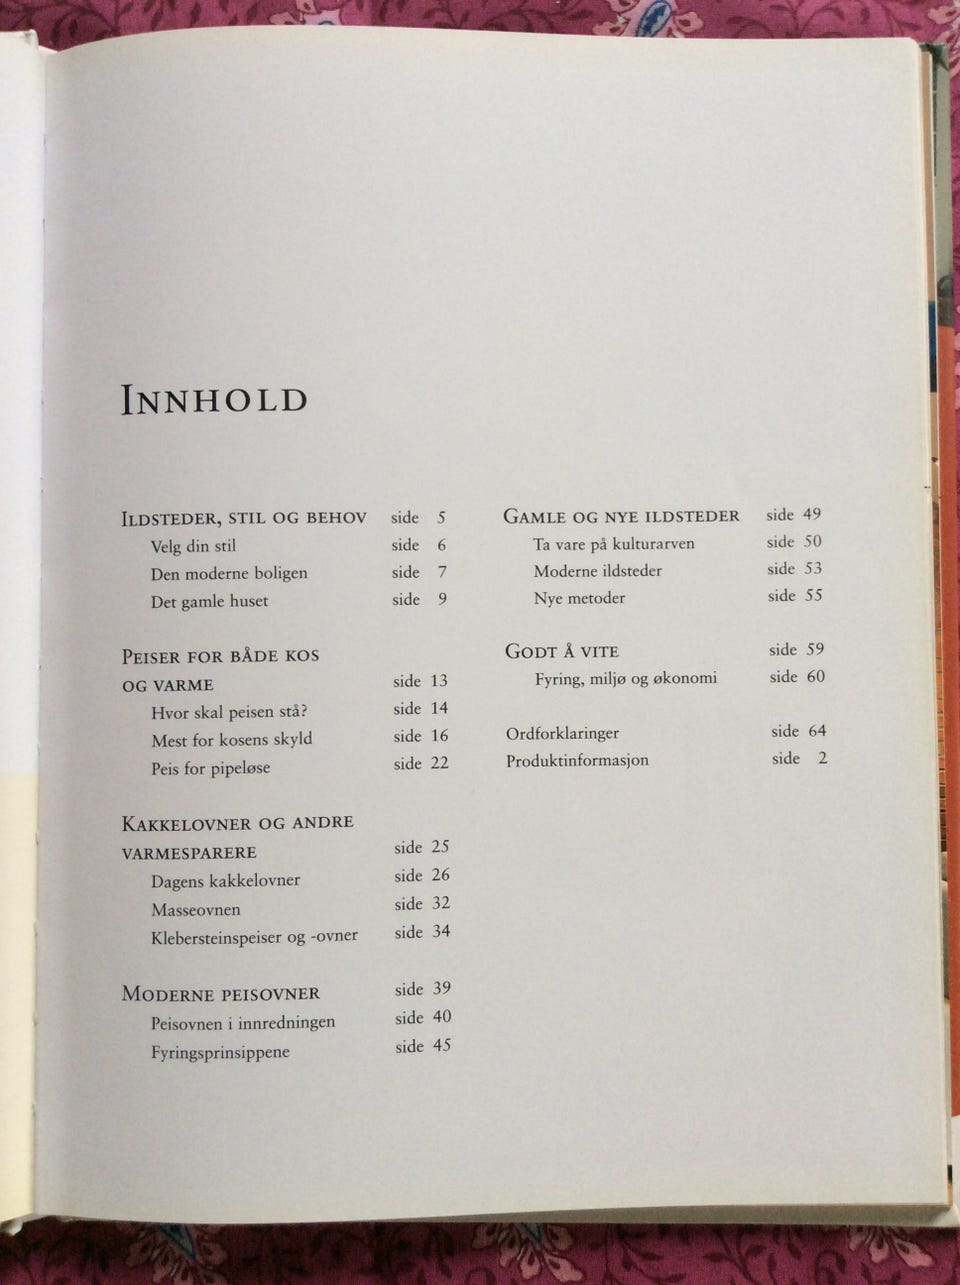 INNHOLD
ILDSTEDER, STIL OG BEHOV side 5
Velg din stil side 6
Den moderne boligen side 7
Det gamle huset side 9
PEISER FOR BÅDE KOS
OG VARME side 13
Hvor skal peisen stå? side 14
Mest for kosens skyld side 16
Peis for pipeløse side 22
KAKKELOVNER OG ANDRE
VARMESPARERE side 25
Dagens kakkelovner side 26
Masseovnen side 32
Klebersteinspeiser og -ovner side 34
MODERNE PEISOVNER side 39
Peisovnen i innredningen side 40
Fyringsprinsippene side 45
GAMLE OG NYE ILDSTEDER side 49
Ta vare på kulturarven side 50
Moderne ildsteder side 53
Nye metoder side 55
GODT Å VITE side 59
Fyring, miljø og økonomi side 60
Ordforklaringer side 64
Produktinformasjon side 2